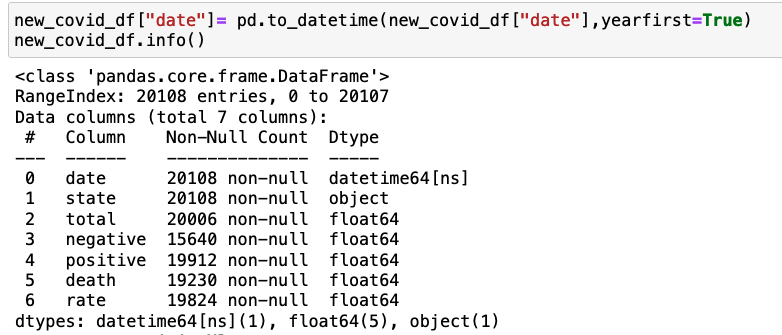 new_covid_df["date"]= pd.to_datetime(new_covid_df["date"],yearfirst=True)
new_covid_df.info()
<class 'pandas.core.frame.DataFrame'>
RangeIndex: 20108 entries, 0 to 20107
Data columns (total 7 columns):
 #   Column    Non-Null Count  Dtype
---  ------    --------------  -----
 0   date      20108 non-null  datetime64[ns]
 1   state     20108 non-null  object
 2   total     20006 non-null  float64
 3   negative  15640 non-null  float64
 4   positive  19912 non-null  float64
 5   death     19230 non-null  float64
 6   rate      19824 non-null  float64
dtypes: datetime64[ns](1), float64(5), object(1)